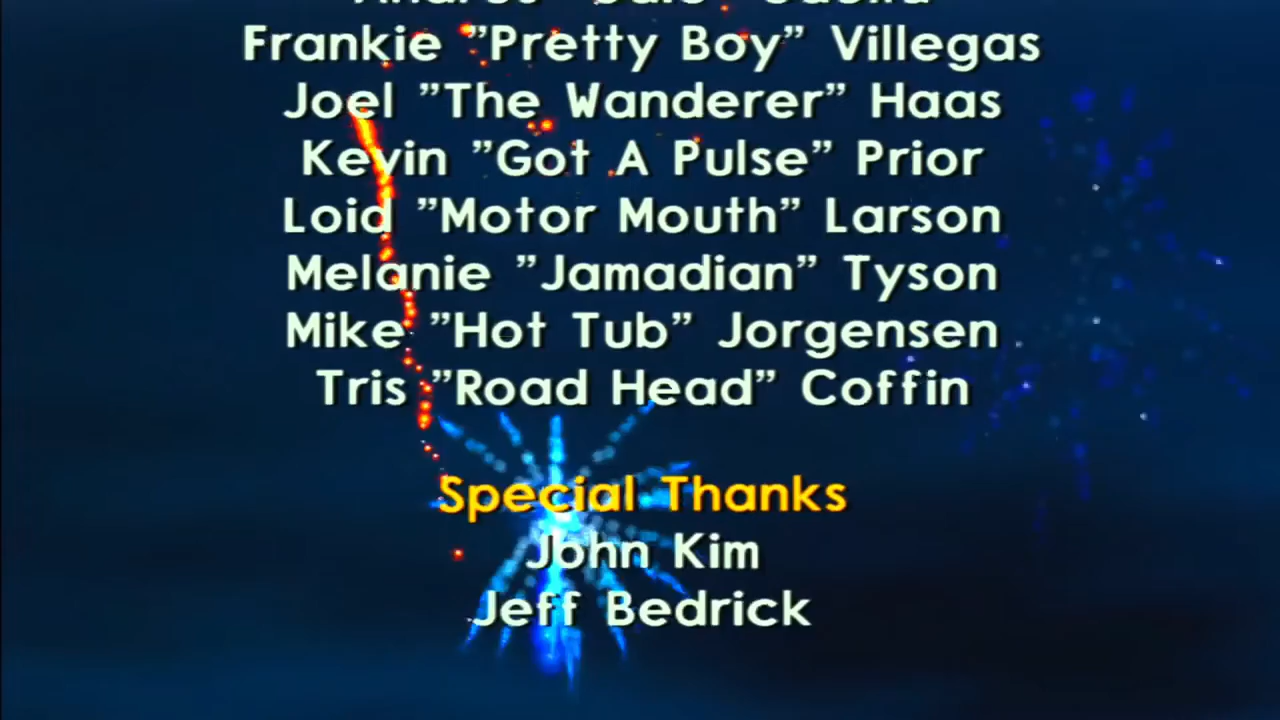 Frankie "Pretty Boy" Villegas
Joel "The Wanderer" Haas
Kevin "Got A Pulse" Prior
Loid "Motor Mouth" Larson
Melanie "Jamadian" Tyson
Mike "Hot Tub" Jorgensen
Tris "Road Head" Coffin
Special Thanks
John Kim
Jeff Bedrick